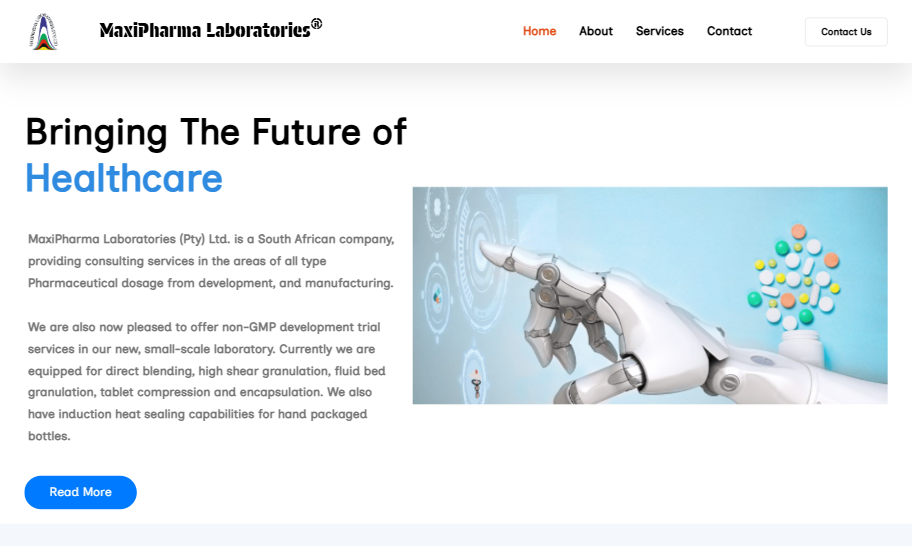 MaxiPharma Laboratories®
Home About Services Contact
Contact Us
Bringing The Future of
Healthcare
MaxiPharma Laboratories (Pty) Ltd. is a South African company,
providing consulting services in the areas of all type
Pharmaceutical dosage from development, and manufacturing.
We are also now pleased to offer non-GMP development trial
services in our new, small-scale laboratory. Currently we are
equipped for direct blending, high shear granulation, fluid bed
granulation, tablet compression and encapsulation. We also
have induction heat sealing capabilities for hand packaged
bottles.
Read More